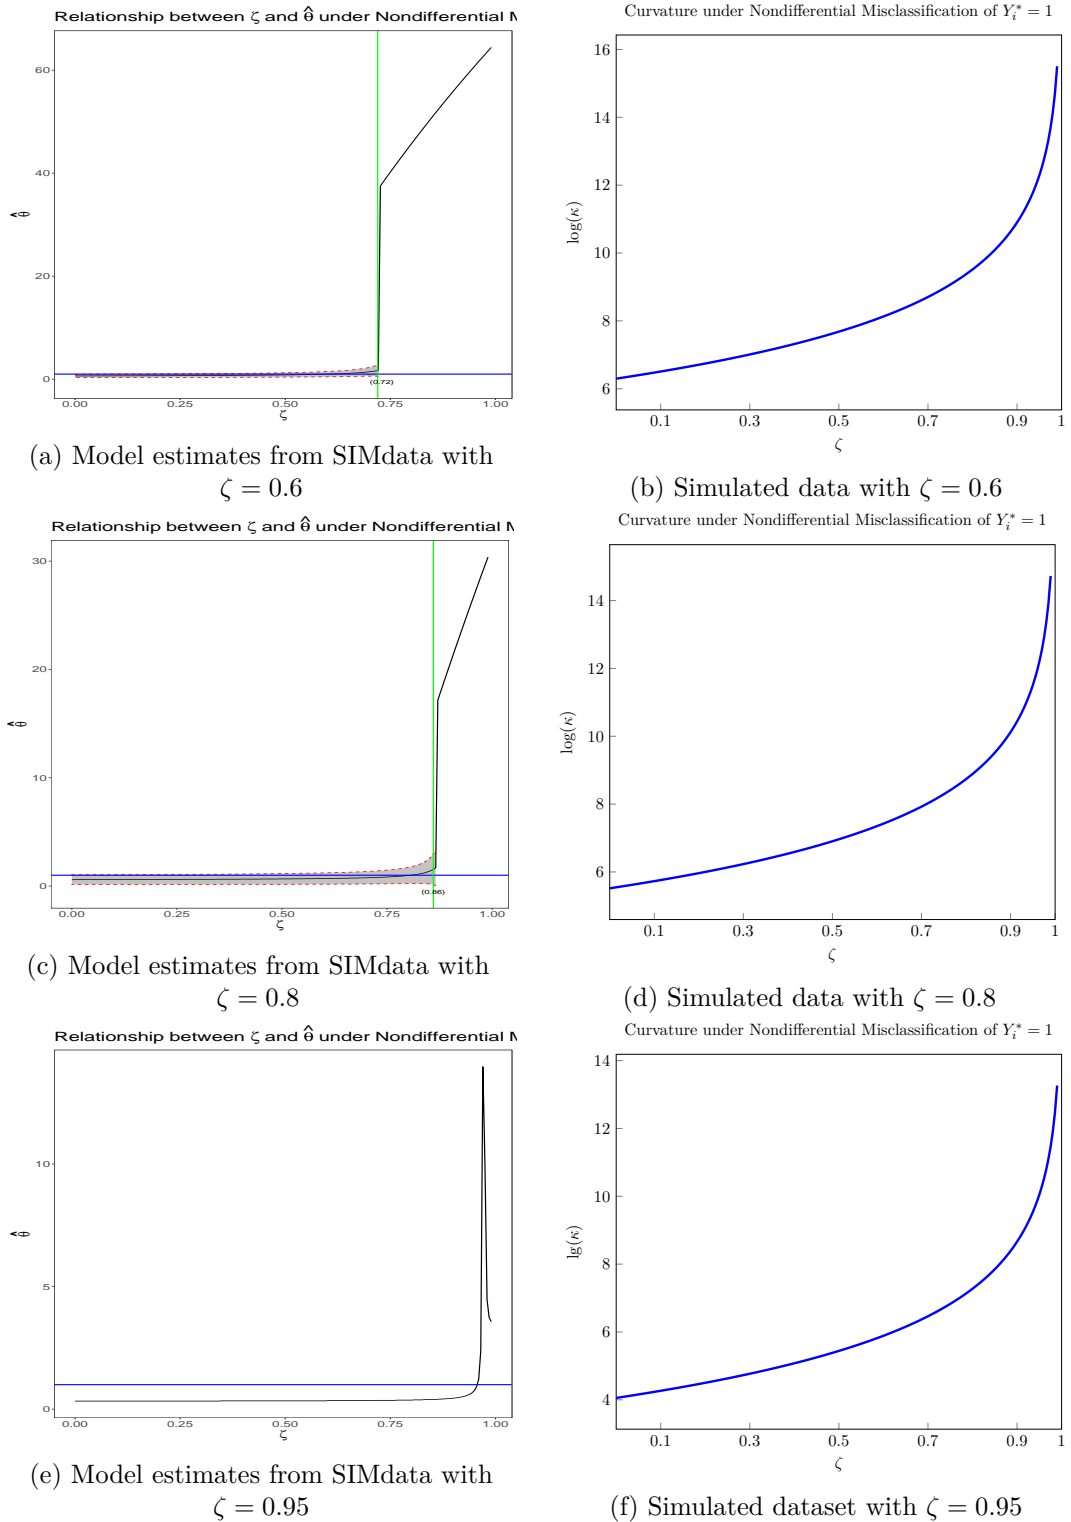 Relationship between ζ and θ̂ under Nondifferential M
θ̂
60
40
20
0
(0.72)
0.00 0.25 0.50 0.75 1.00
ζ
(a) Model estimates from SIMdata with
ζ = 0.6
Curvature under Nondifferential Misclassification of Y_i^* = 1
log(κ)
16
14
12
10
8
6
0.1 0.3 0.5 0.7 0.9 1
ζ
(b) Simulated data with ζ = 0.6
Relationship between ζ and θ̂ under Nondifferential M
θ̂
30
20
10
0
(0.86)
0.00 0.25 0.50 0.75 1.00
ζ
(c) Model estimates from SIMdata with
ζ = 0.8
Curvature under Nondifferential Misclassification of Y_i^* = 1
log(κ)
14
12
10
8
6
0.1 0.3 0.5 0.7 0.9 1
ζ
(d) Simulated data with ζ = 0.8
Relationship between ζ and θ̂ under Nondifferential M
θ̂
10
5
0
0.00 0.25 0.50 0.75 1.00
ζ
(e) Model estimates from SIMdata with
ζ = 0.95
Curvature under Nondifferential Misclassification of Y_i^* = 1
lg(κ)
14
12
10
8
6
4
0.1 0.3 0.5 0.7 0.9 1
ζ
(f) Simulated dataset with ζ = 0.95